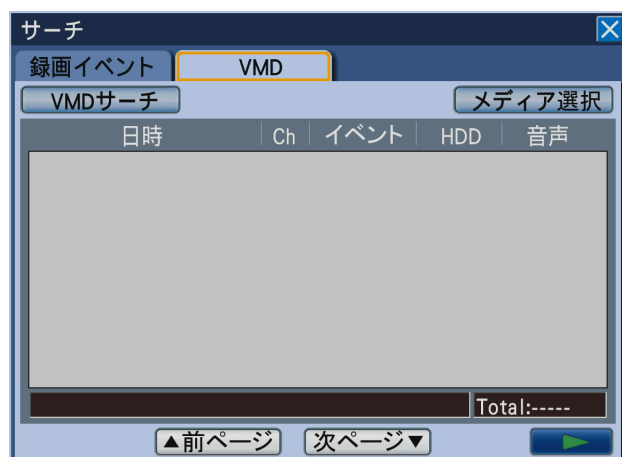 サーチ
録画イベント VMD
VMDサーチ メディア選択
日時 Ch イベント HDD 音声
Total:-----
▲前ページ 次ページ▼